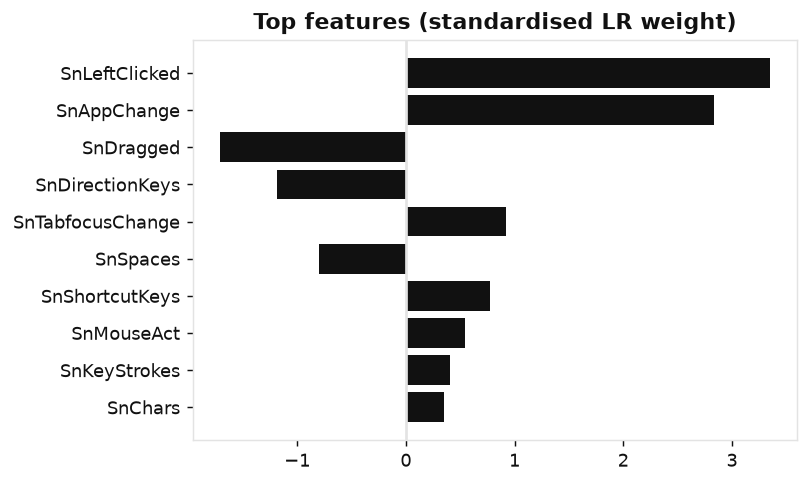 Top features (standardised LR weight)
SnLeftClicked
SnAppChange
SnDragged
SnDirectionKeys
SnTabfocusChange
SnSpaces
SnShortcutKeys
SnMouseAct
SnKeyStrokes
SnChars
−1 0 1 2 3